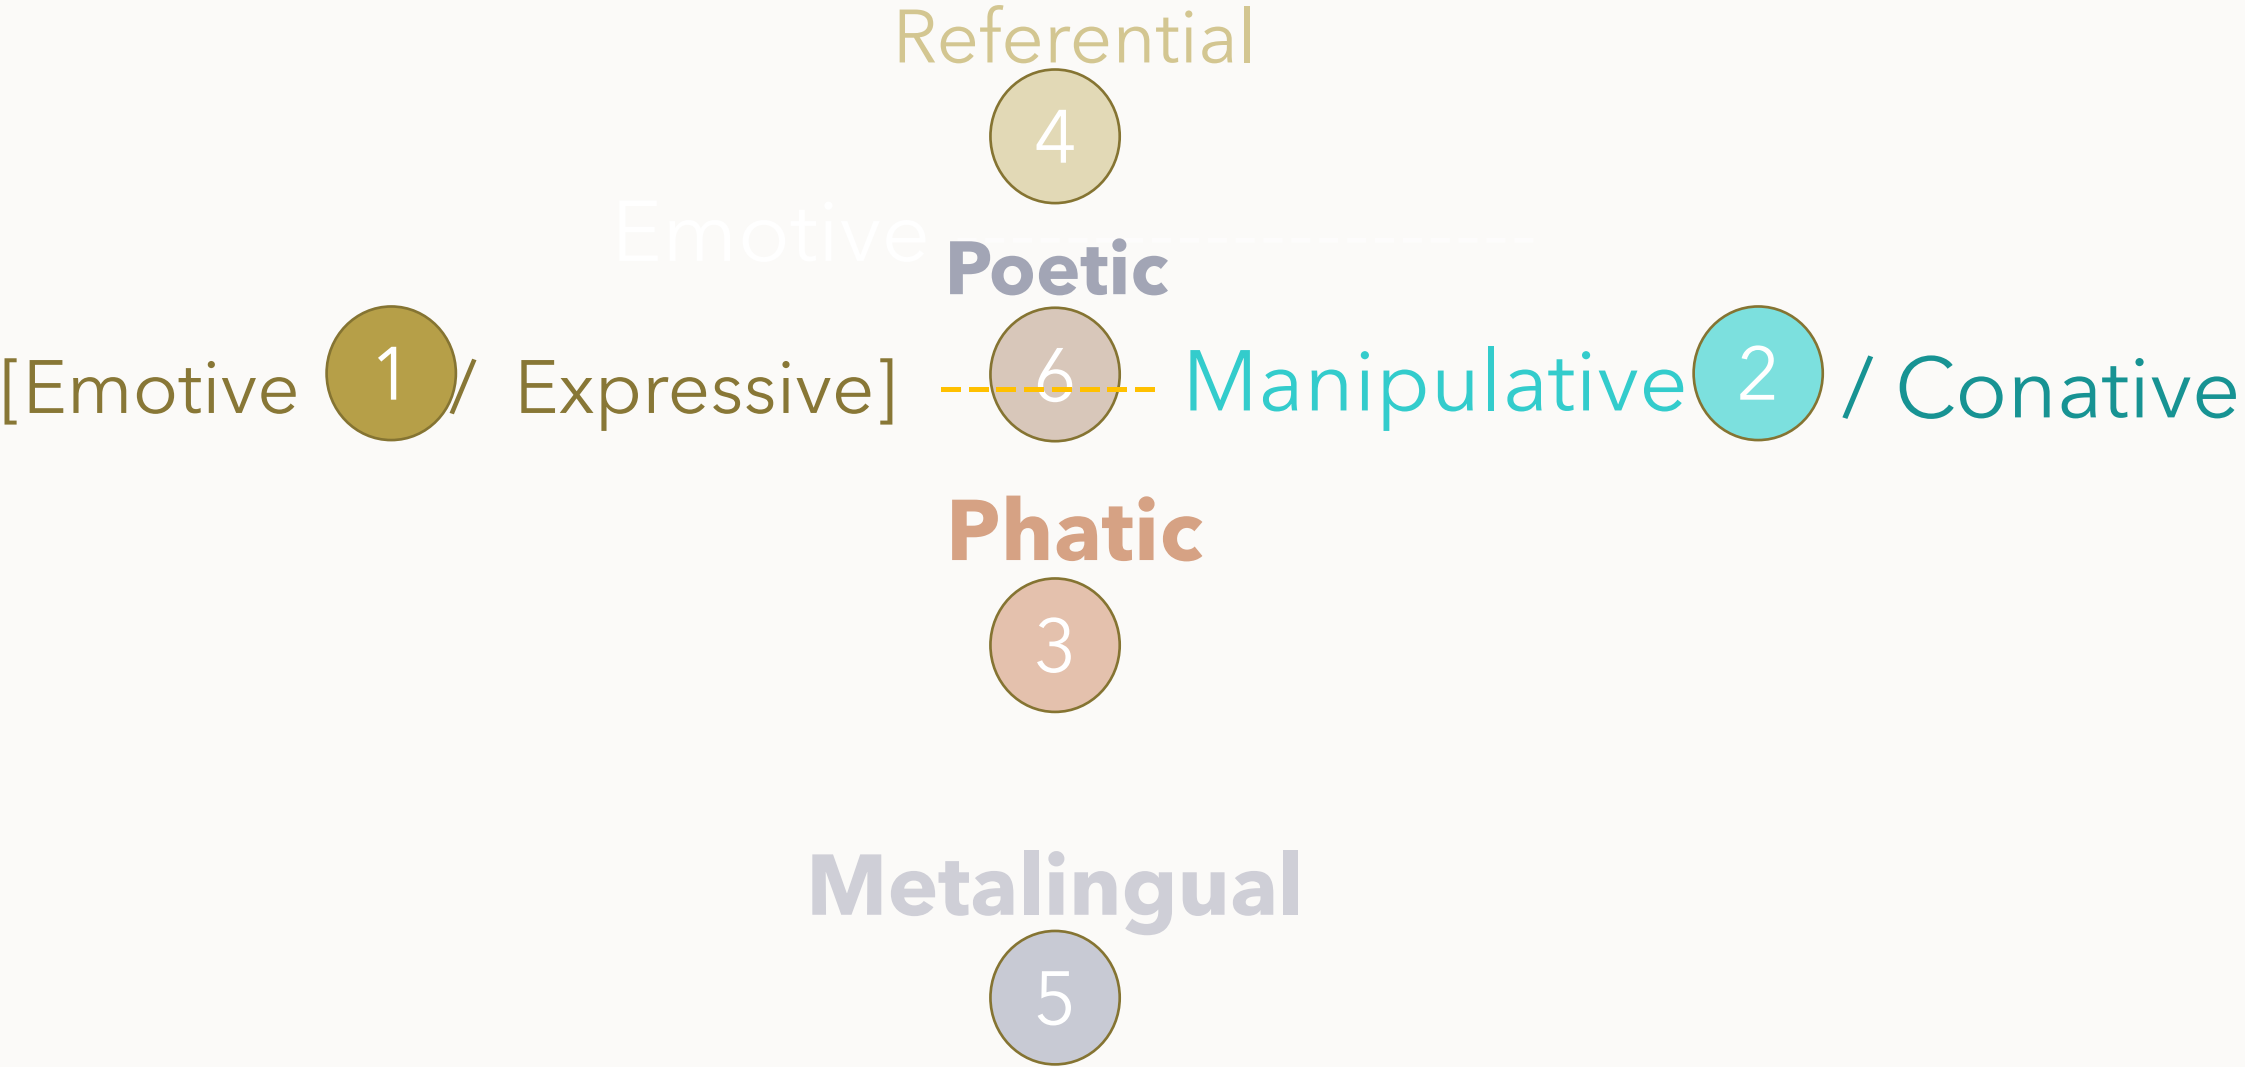 Referential
4
Emotive
Poetic
[Emotive 1 / Expressive] 6 Manipulative 2 / Conative
Phatic
3
Metalingual
5